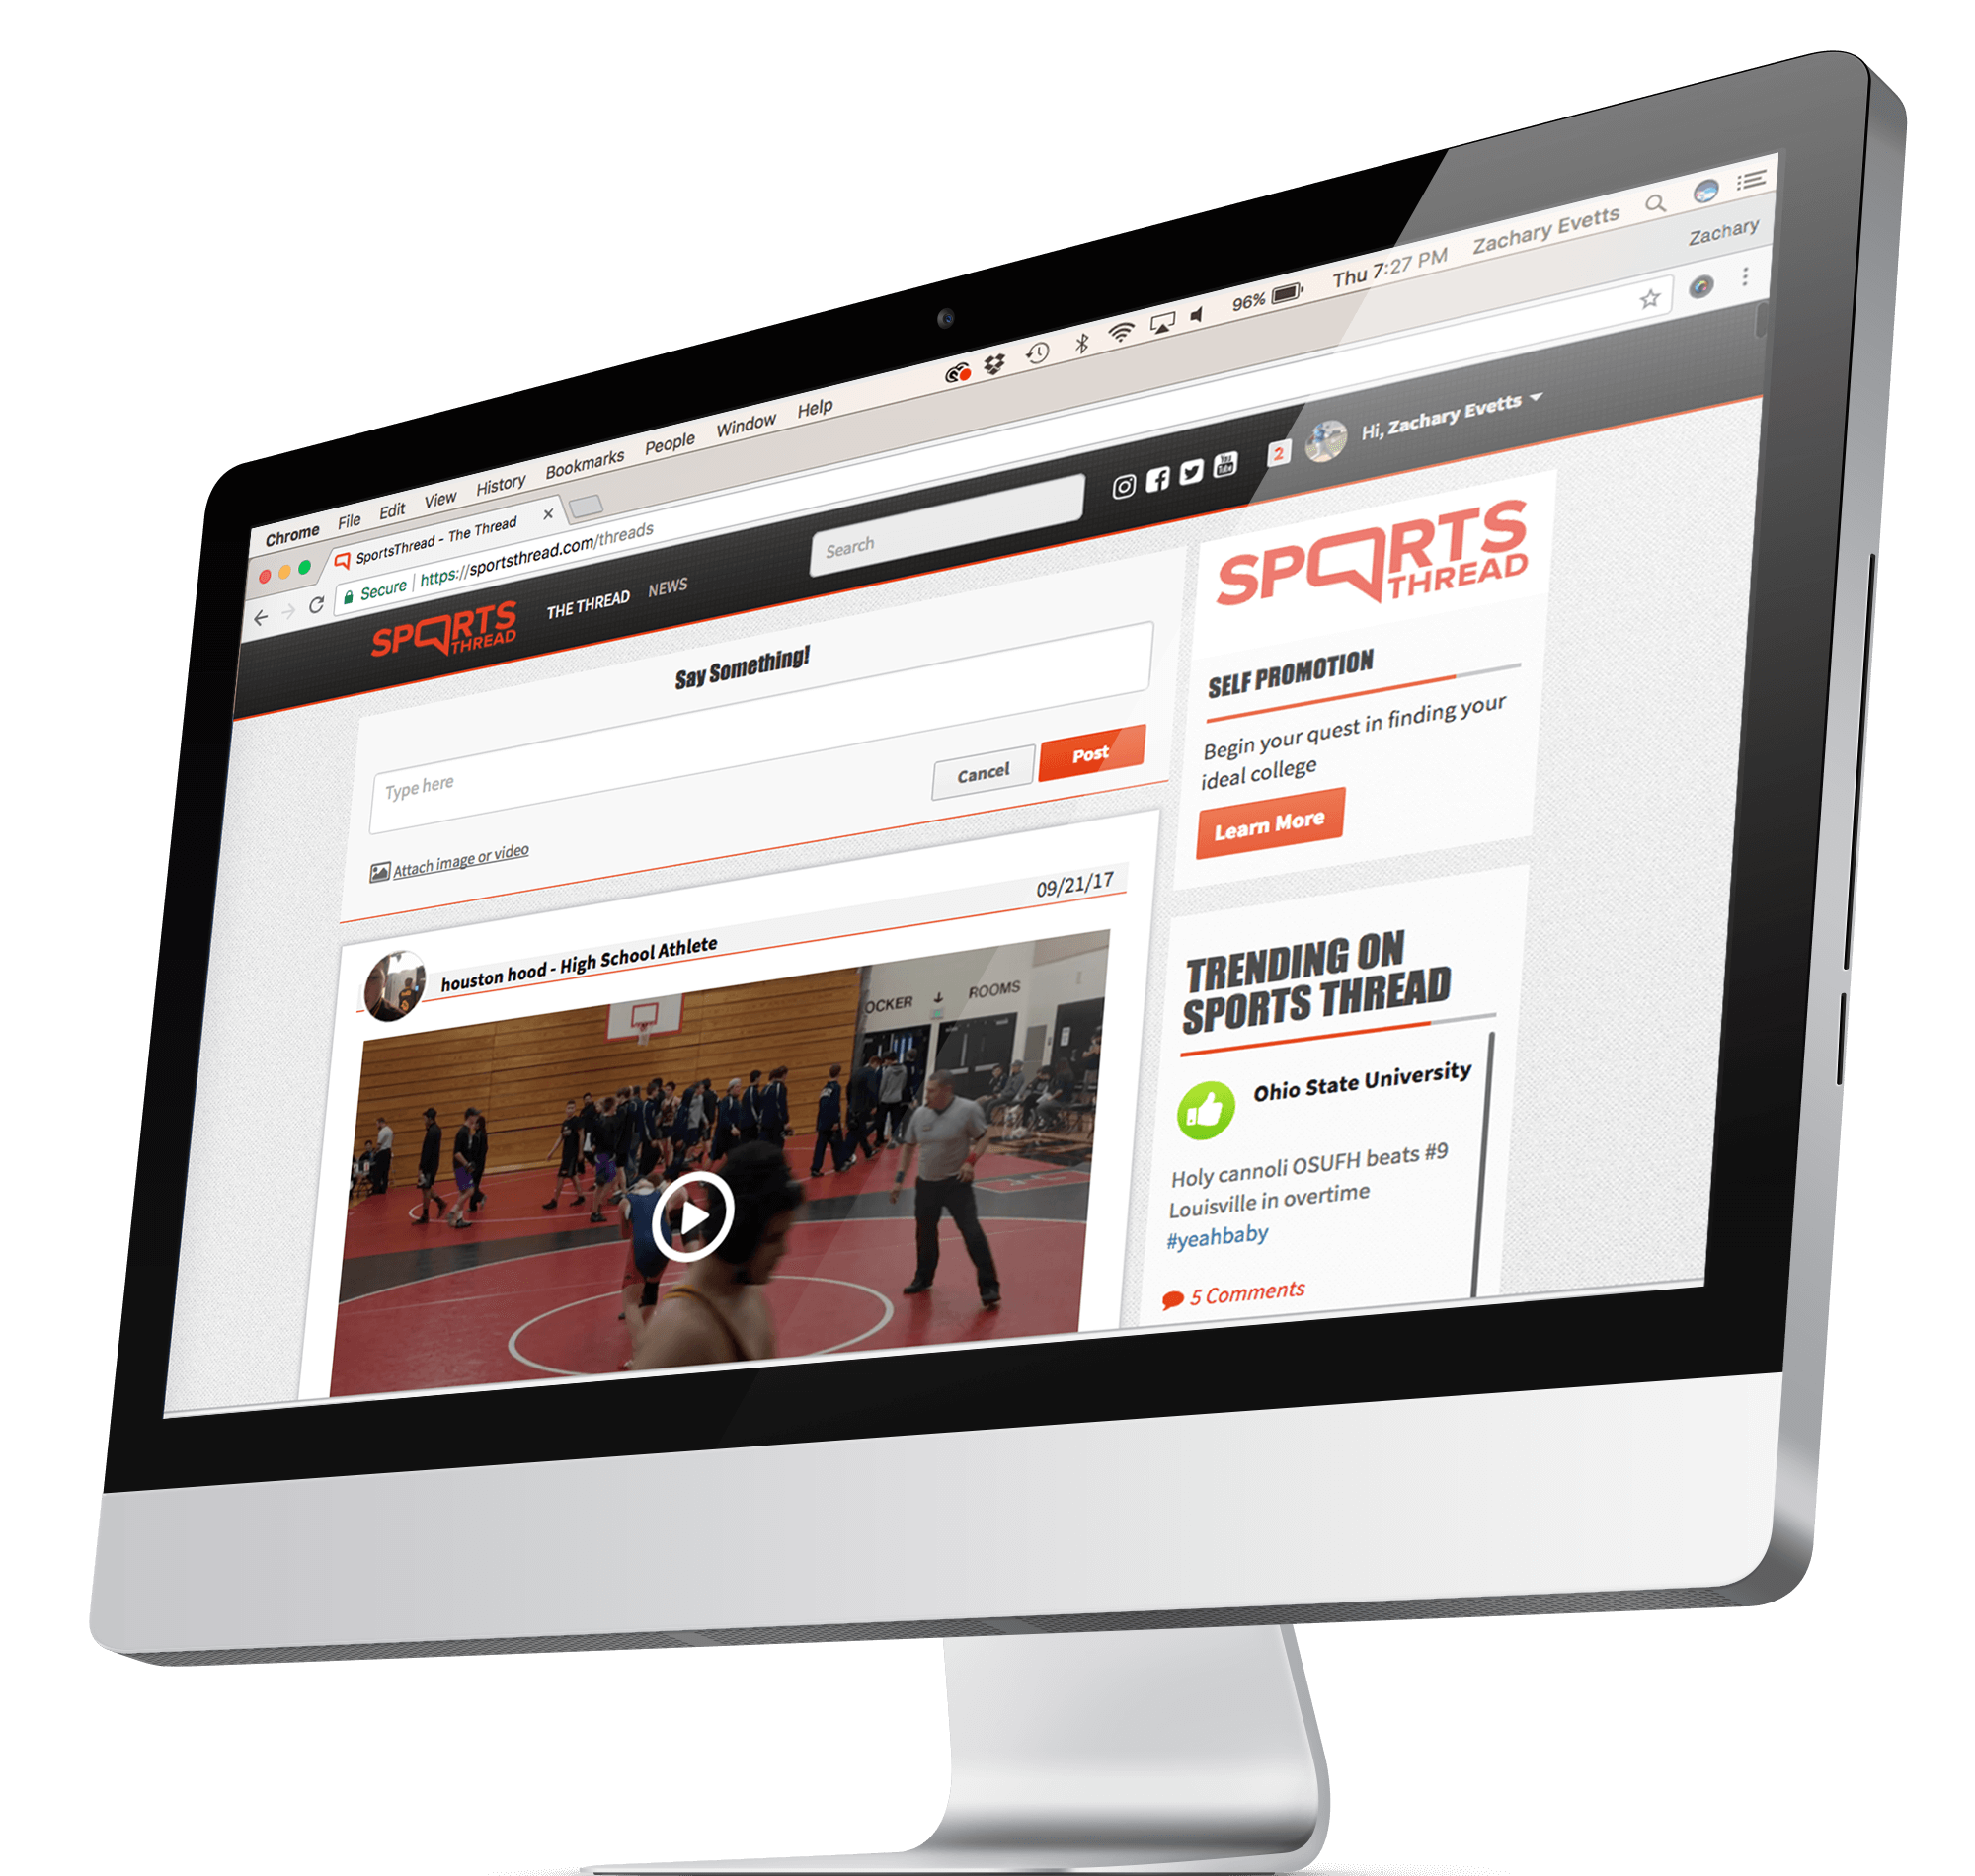 Chrome File Edit View History Bookmarks People Window Help 96% Thu 7:27 PM Zachary Evetts
SportsThread - The Thread Zachary
Secure | https://sportsthread.com/threads
SPORTS
THREAD
THE THREAD NEWS
Search
You
Tube
2
Hi, Zachary Evetts
Say Something!
Type here
Cancel Post
Attach image or video
houston hood - High School Athlete
09/21/17
OCKER ROOMS
SPORTS
THREAD
SELF PROMOTION
Begin your quest in finding your
ideal college
Learn More
TRENDING ON
SPORTS THREAD
Ohio State University
Holy cannoli OSUFH beats #9
Louisville in overtime
#yeahbaby
5 Comments